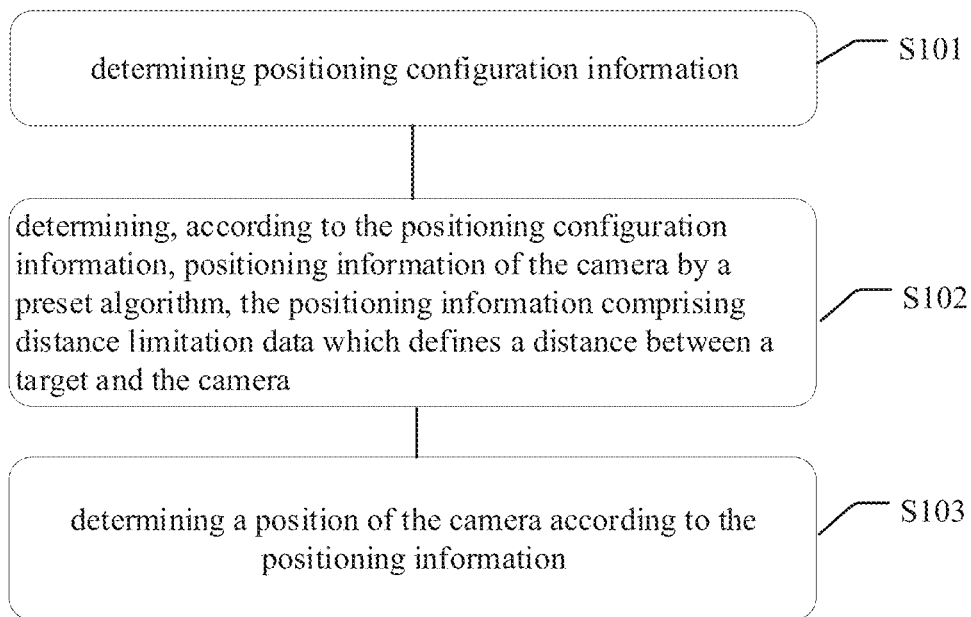 determining positioning configuration information
S101
determining, according to the positioning configuration
information, positioning information of the camera by a
preset algorithm, the positioning information comprising
distance limitation data which defines a distance between a
target and the camera
S102
determining a position of the camera according to the
positioning information
S103